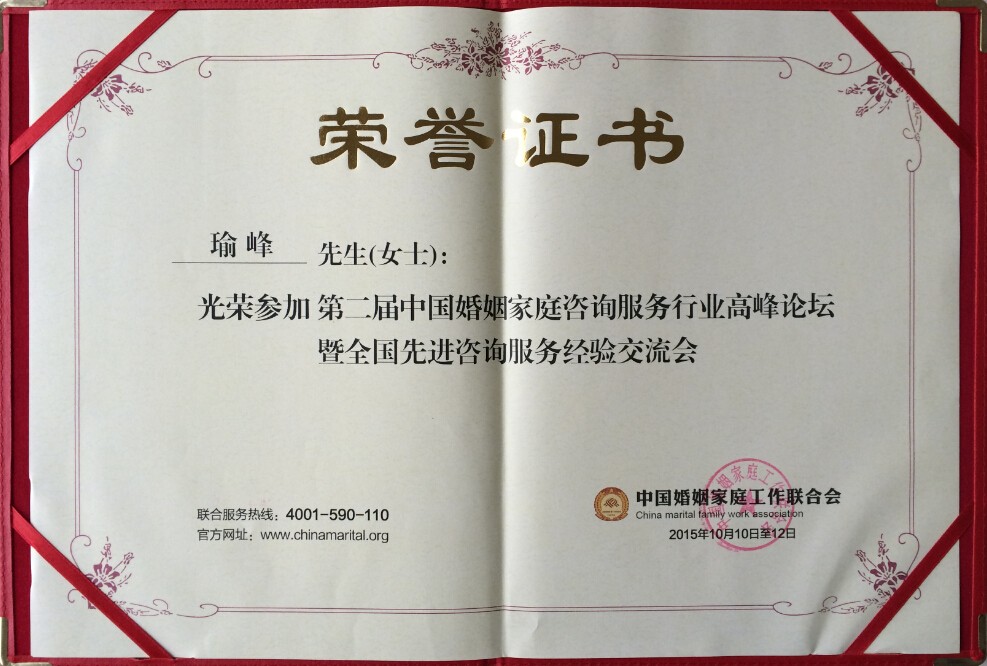 荣誉证书
瑜峰 先生(女士):
光荣参加 第二届中国婚姻家庭咨询服务行业高峰论坛
暨全国先进咨询服务经验交流会
联合服务热线: 4001-590-110
官方网址: www.chinamarital.org
中国婚姻家庭工作联合会
China marital family work association
2015年10月10日至12日